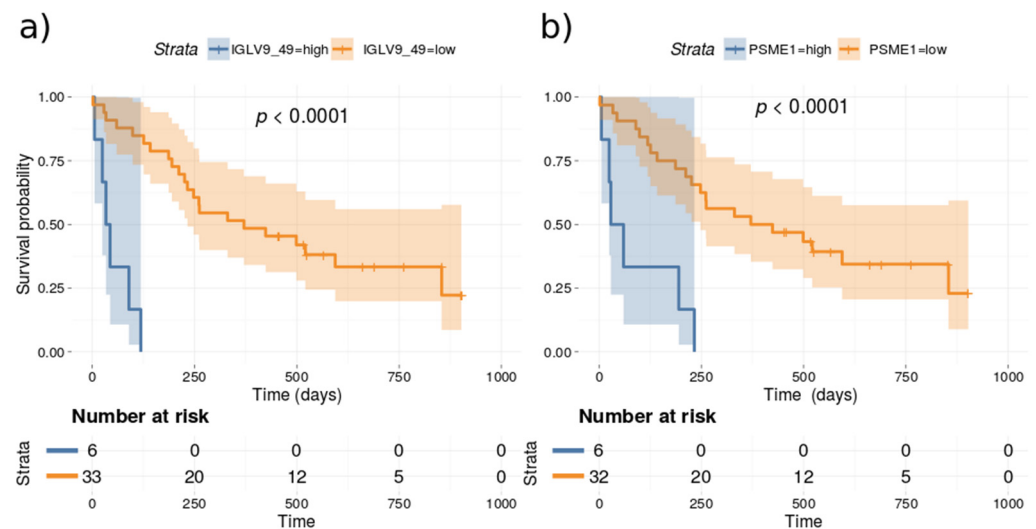 a)
Strata IGLV9_49=high IGLV9_49=low
p < 0.0001
Survival probability
1.00
0.75
0.50
0.25
0.00
0 250 500 750 1000
Time (days)
Number at risk
Strata
6 0 0 0 0
33 20 12 5 0
0 250 500 750 1000
Time
b)
Strata PSME1=high PSME1=low
p < 0.0001
1.00
0.75
0.50
0.25
0.00
0 250 500 750 1000
Time (days)
Number at risk
Strata
6 0 0 0 0
32 20 12 5 0
0 250 500 750 1000
Time